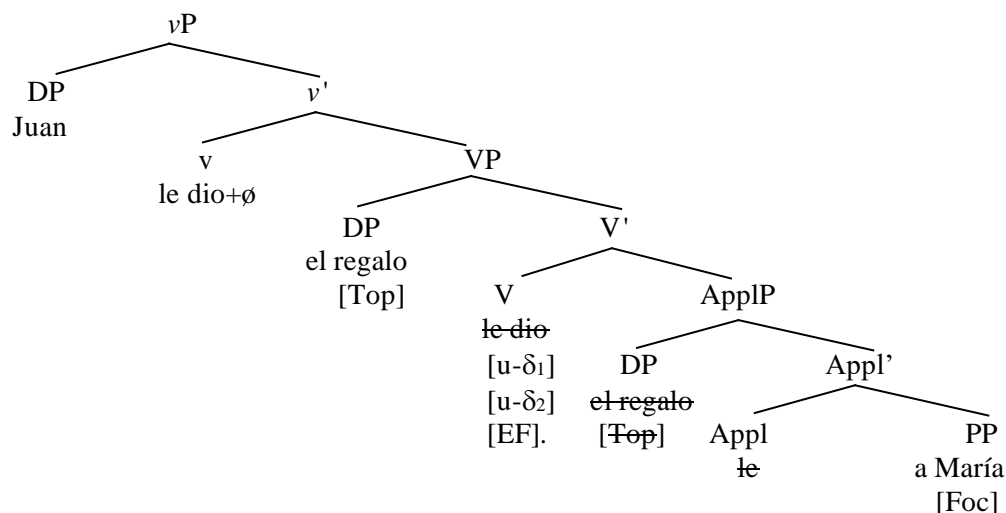 vP
DP
Juan
v'
v
le dio+ø
VP
DP
el regalo
[Top]
V'
V
le dio
[u-δ1]
[u-δ2]
[EF].
ApplP
DP
el regalo
[Top]
Appl’
Appl
le
PP
a María
[Foc]